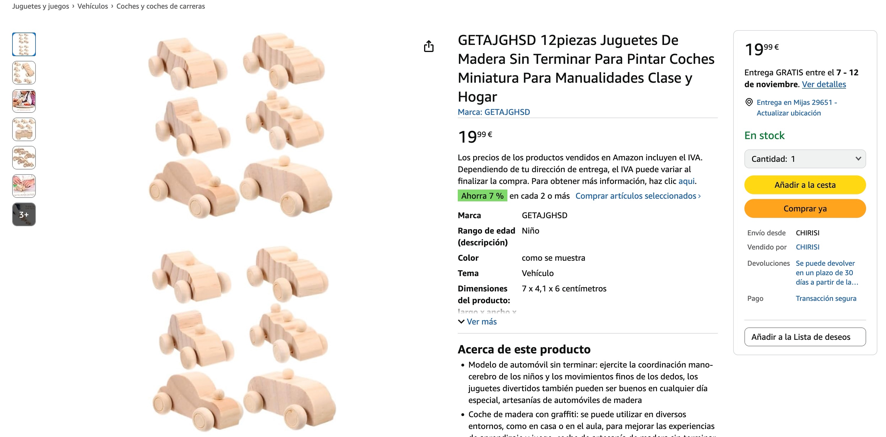 Juguetes y juegos › Vehículos › Coches y coches de carreras
3+
GETAJGHSD 12piezas Juguetes De
Madera Sin Terminar Para Pintar Coches
Miniatura Para Manualidades Clase y
Hogar
Marca: GETAJGHSD
19,99 €
Los precios de los productos vendidos en Amazon incluyen el IVA.
Dependiendo de tu dirección de entrega, el IVA puede variar al
finalizar la compra. Para obtener más información, haz clic aqui.
Ahorra 7 % en cada 2 o más Comprar artículos seleccionados ›
Marca GETAJGHSD
Rango de edad Niño
(descripción)
Color como se muestra
Tema Vehículo
Dimensiones 7 x 4,1 x 6 centímetros
del producto:
largo x ancho x
Ver más
Acerca de este producto
• Modelo de automóvil sin terminar: ejercite la coordinación mano-
cerebro de los niños y los movimientos finos de los dedos, los
juguetes divertidos también pueden ser buenos en cualquier día
especial, artesanías de automóviles de madera
• Coche de madera con graffiti: se puede utilizar en diversos
entornos, como en casa o en el aula, para mejorar las experiencias
19,99 €
Entrega GRATIS entre el 7 - 12
de noviembre. Ver detalles
Entrega en Mijas 29651 -
Actualizar ubicación
En stock
Cantidad: 1
Añadir a la cesta
Comprar ya
Envío desde CHIRISI
Vendido por CHIRISI
Devoluciones Se puede devolver
en un plazo de 30
días a partir de la...
Pago Transacción segura
Añadir a la Lista de deseos